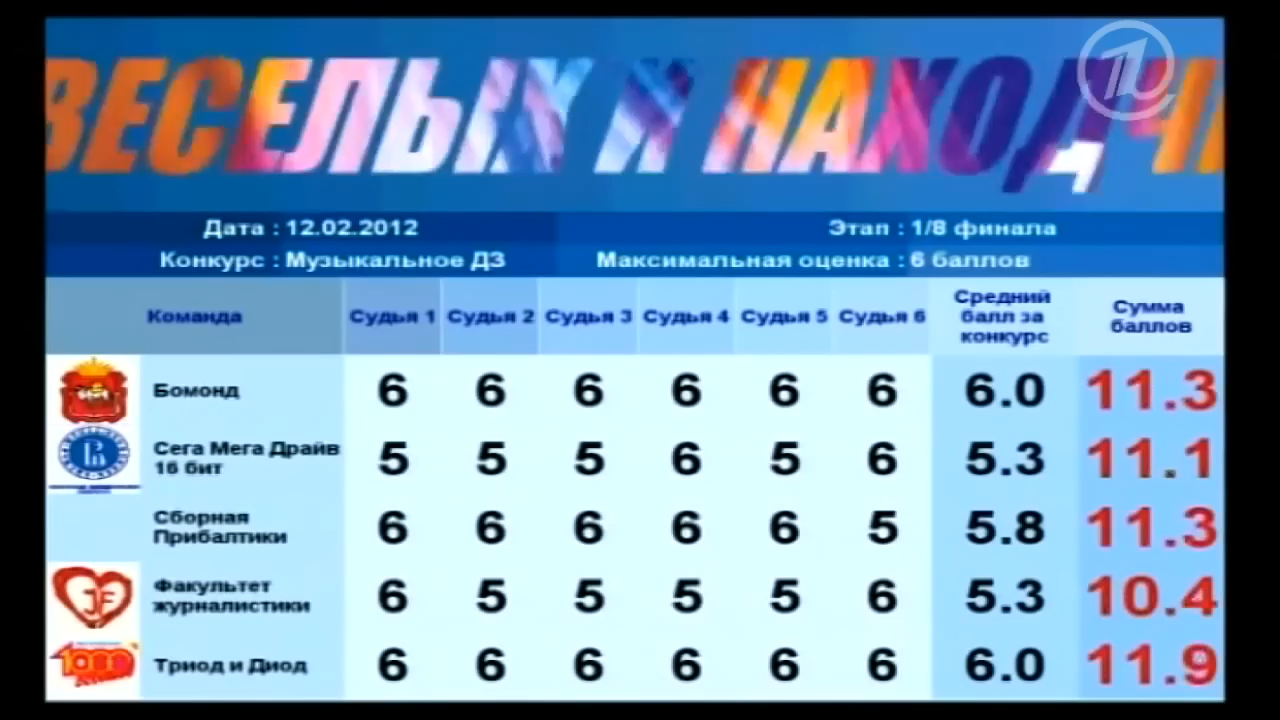 ВЕСЕЛЫХ И НАХОДЧИ
Дата : 12.02.2012
Этап : 1/8 финала
Конкурс : Музыкальное ДЗ
Максимальная оценка : 6 баллов
Команда
Судья 1
Судья 2
Судья 3
Судья 4
Судья 5
Судья 6
Средний
балл за
конкурс
Сумма
баллов
Бомонд
6 6 6 6 6 6 6.0 11.3
Сега Мега Драйв
16 бит
5 5 5 6 5 6 5.3 11.1
Сборная
Прибалтики
6 6 6 6 6 5 5.8 11.3
JF
Факультет
журналистики
6 5 5 5 5 6 5.3 10.4
Триод и Диод
6 6 6 6 6 6 6.0 11.9